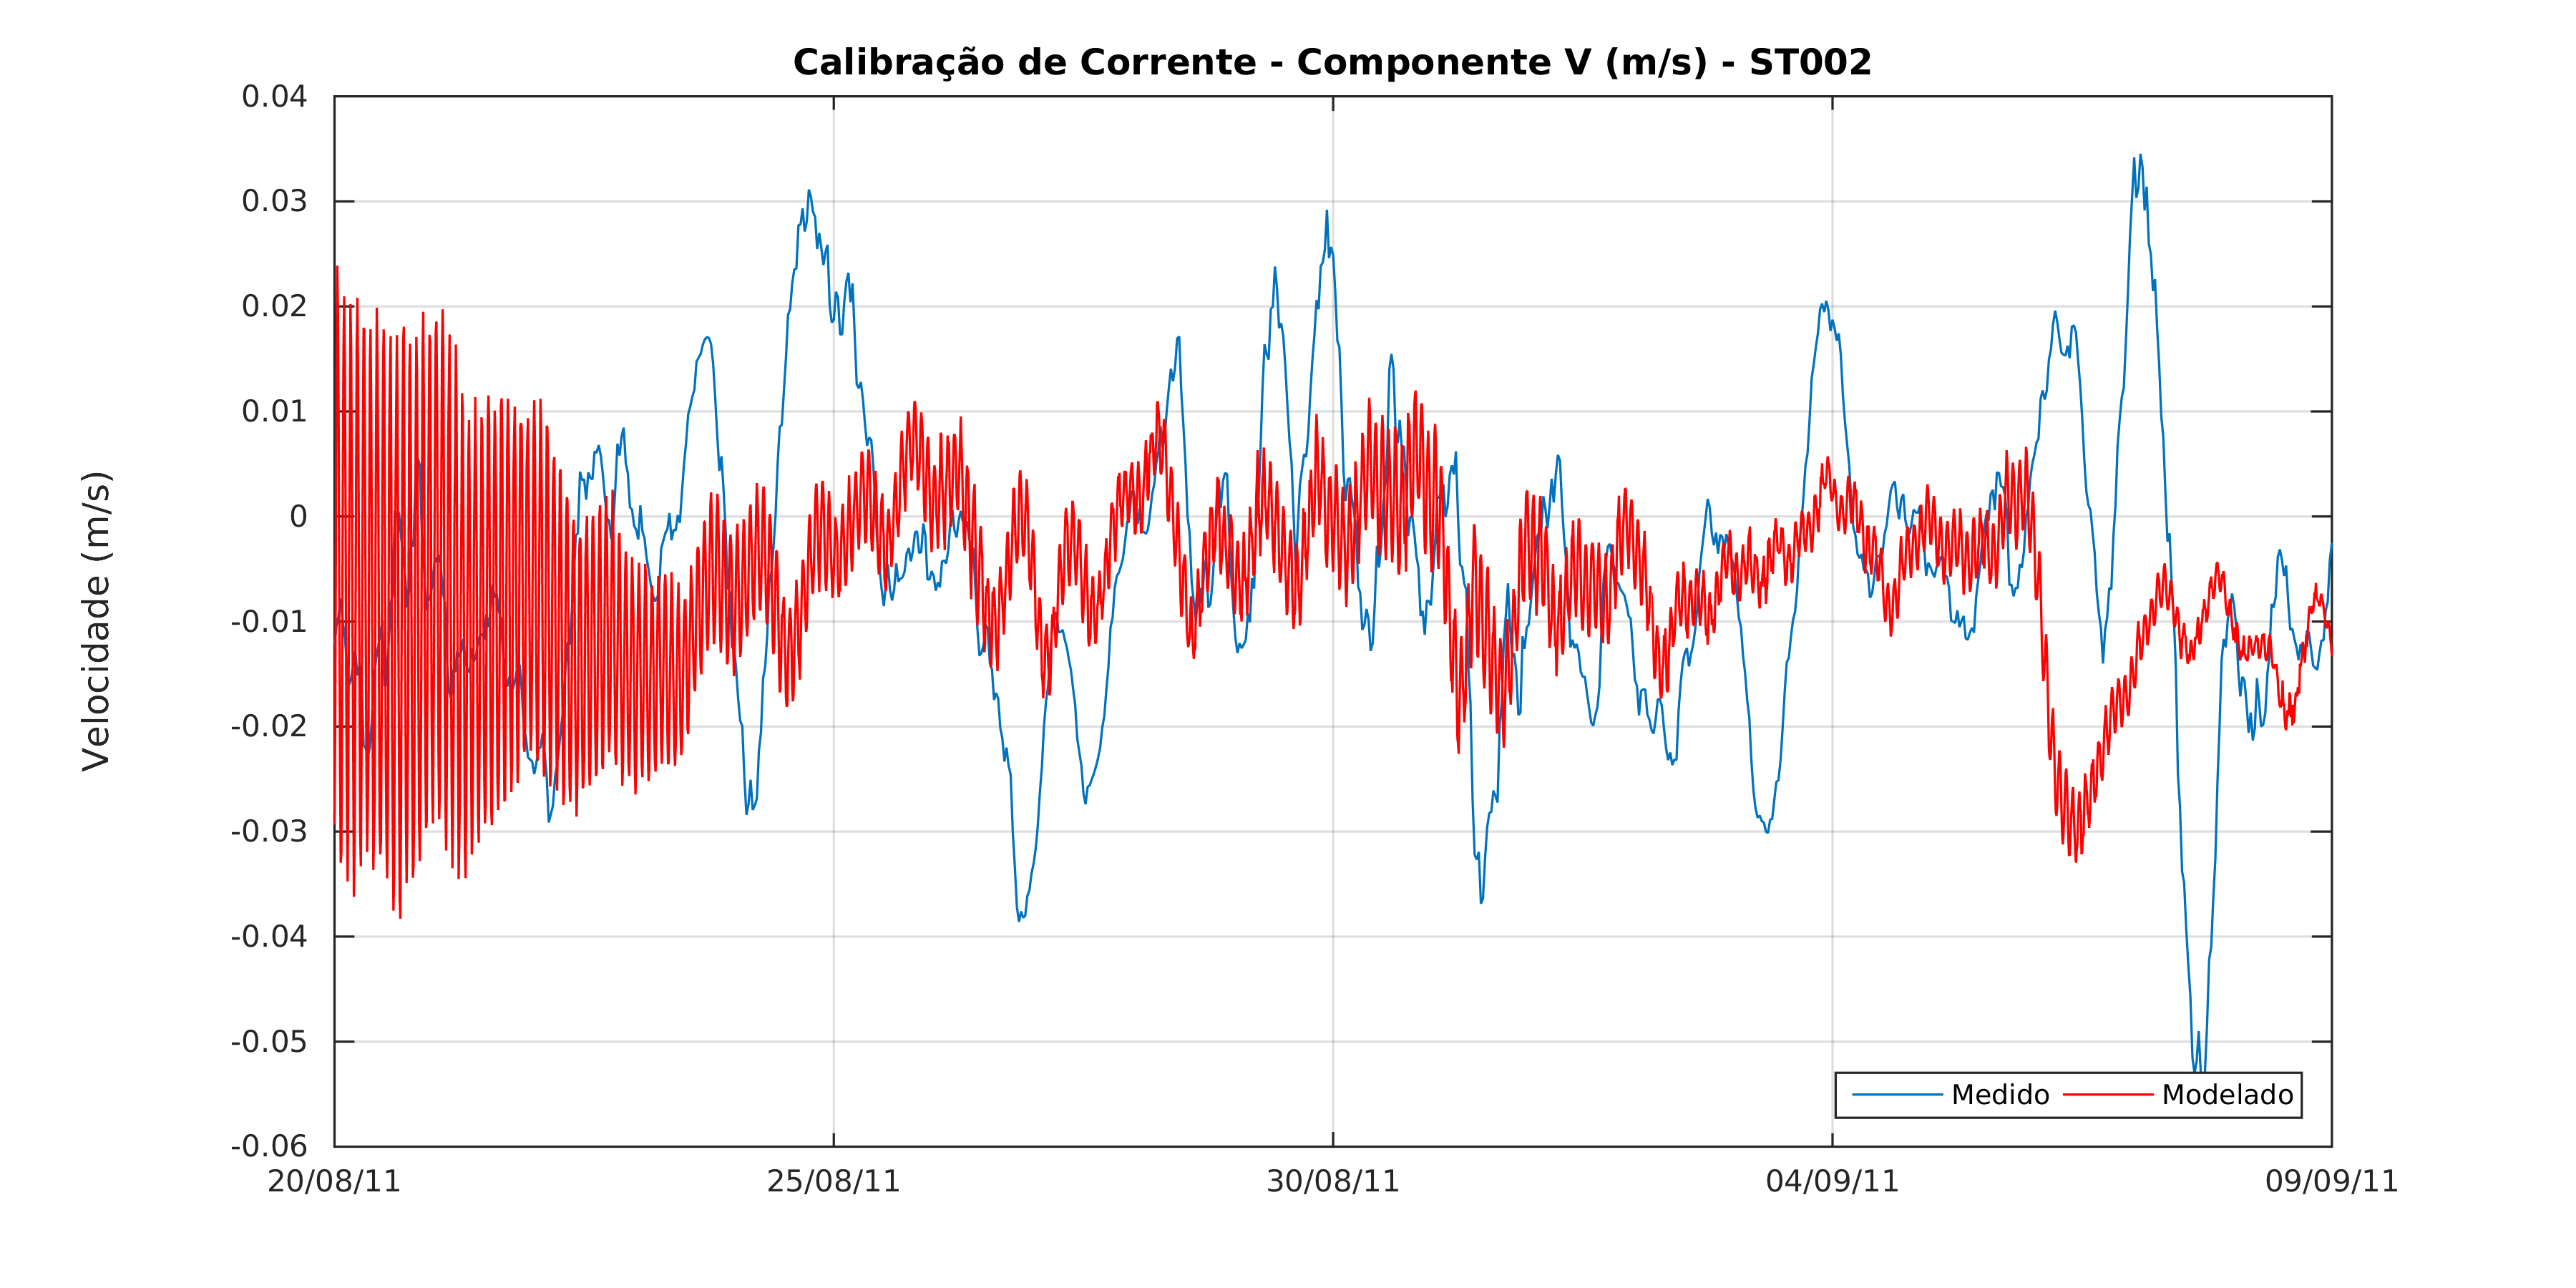 Calibração de Corrente - Componente V (m/s) - ST002
Velocidade (m/s)
0.04
0.03
0.02
0.01
0
-0.01
-0.02
-0.03
-0.04
-0.05
-0.06
20/08/11 25/08/11 30/08/11 04/09/11 09/09/11
Medido Modelado